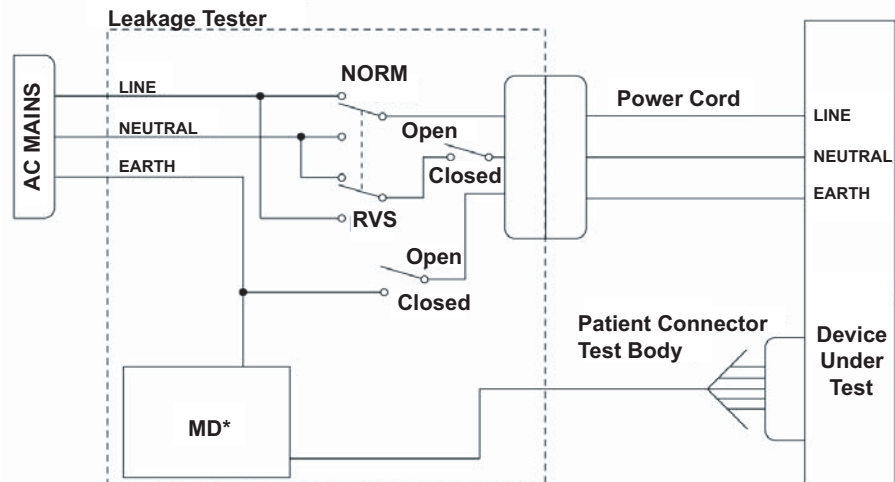 Leakage Tester
AC MAINS
LINE
NEUTRAL
EARTH
NORM
RVS
Open
Closed
Open
Closed
MD*
Power Cord
LINE
NEUTRAL
EARTH
Patient Connector
Test Body
Device
Under
Test